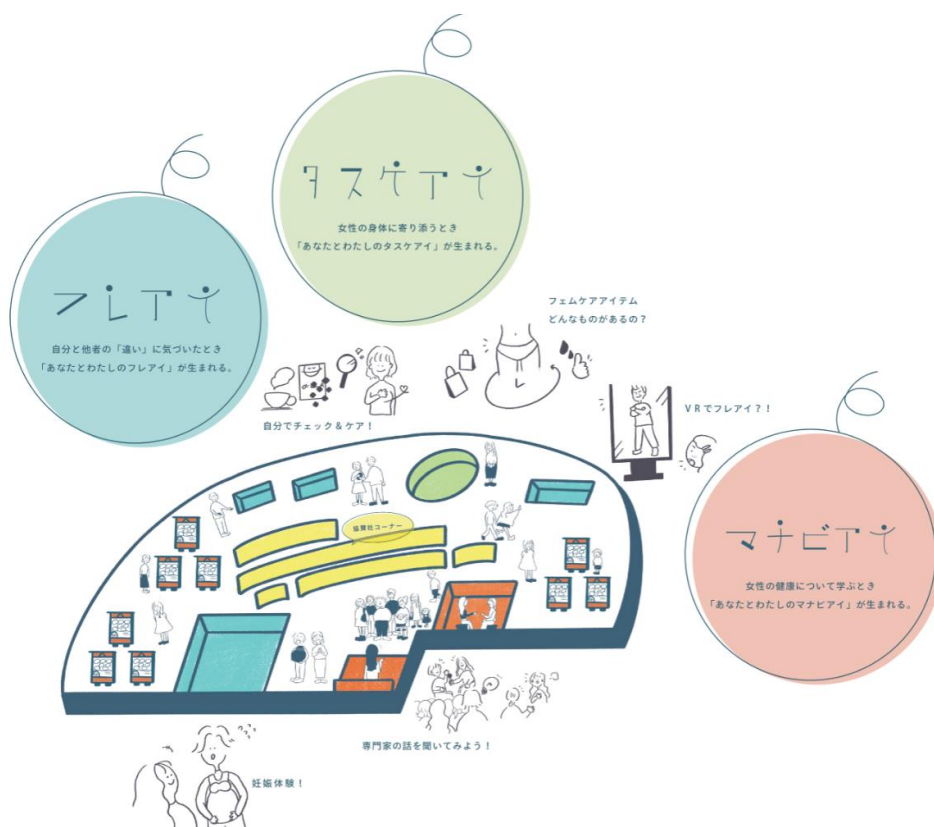 タスケアイ
女性の身体に寄り添うとき
「あなたとわたしのタスケアイ」が生まれる。
フレアイ
自分と他者の「違い」に気づいたとき
「あなたとわたしのフレアイ」が生まれる。
フェムケアアイテム
どんなものがあるの？
自分でチェック&ケア！
VRでフレアイ？！
マナビアイ
女性の健康について学ぶとき
「あなたとわたしのマナビアイ」が生まれる。
協賛社コーナー
専門家の話を聞いてみよう！
妊娠体験！